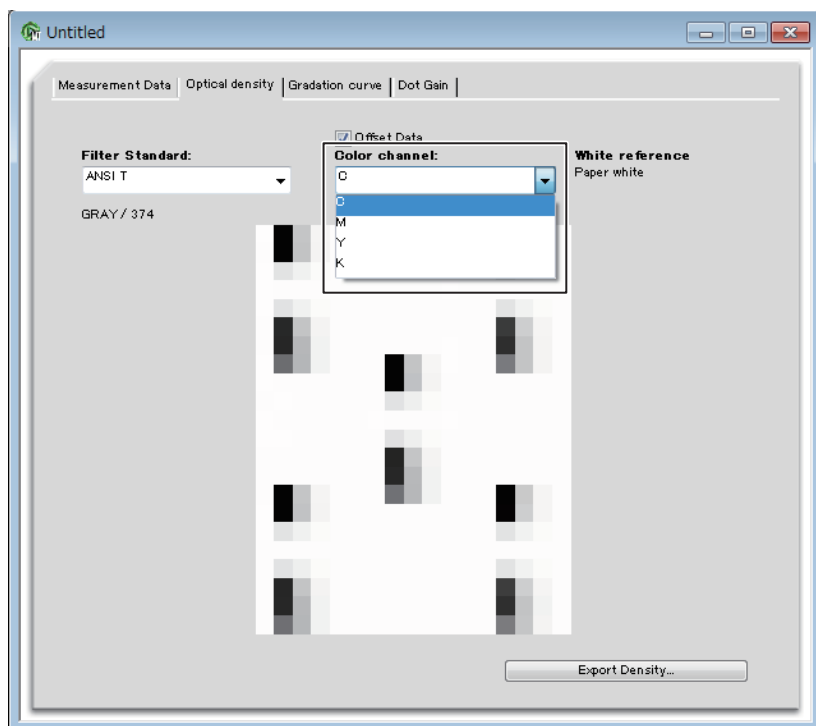 Untitled
Measurement Data
Optical density
Gradation curve
Dot Gain
Offset Data
Filter Standard:
Color channel:
White reference
ANSI T
C
Paper white
GRAY / 374
C
M
Y
K
Export Density...